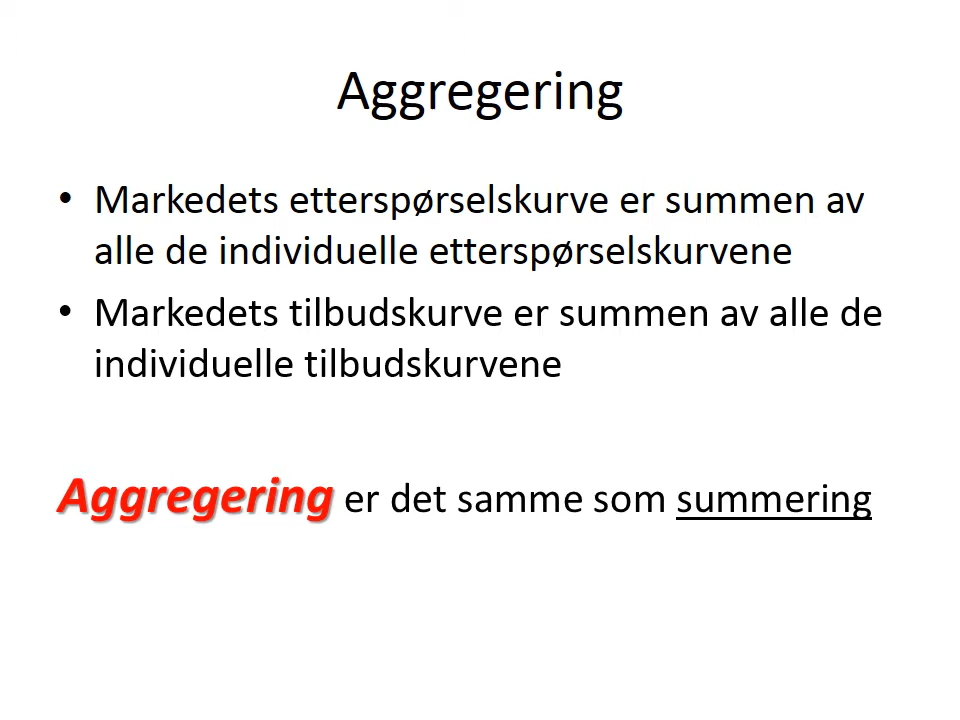 Aggregering
• Markedets etterspørselskurve er summen av
alle de individuelle etterspørselskurvene
• Markedets tilbudskurve er summen av alle de
individuelle tilbudskurvene
Aggregering er det samme som summering